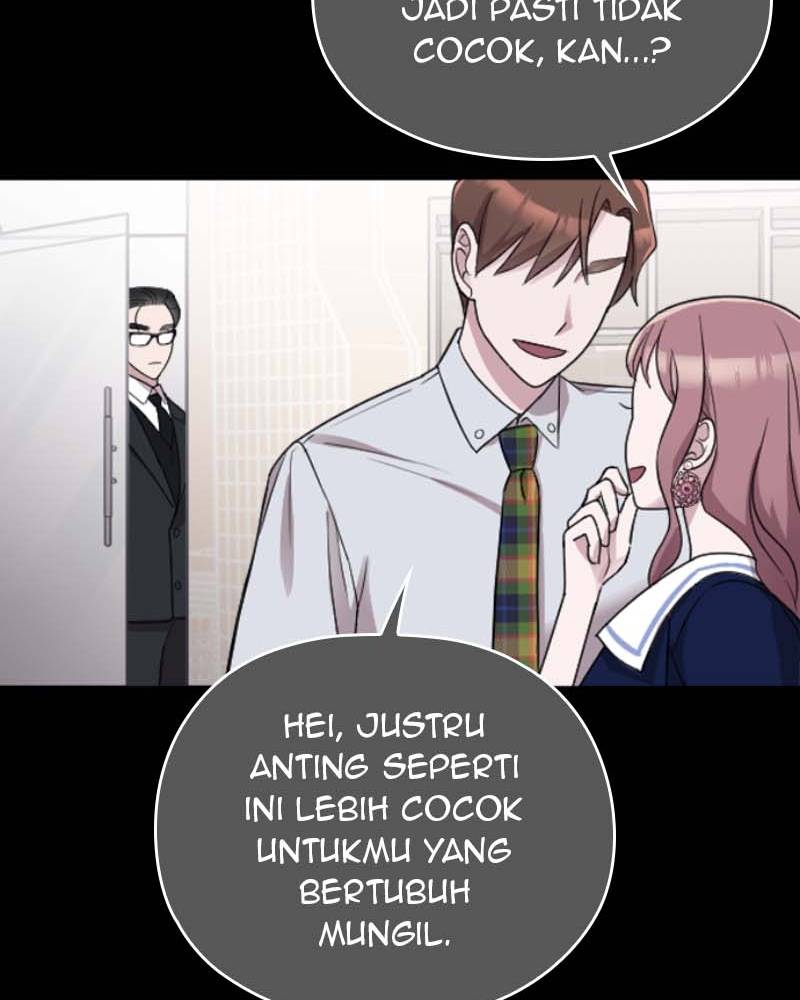 JADI PASTI TIDAK
COCOK, KAN...?
HEI, JUSTRU
ANTING SEPERTI
INI LEBIH COCOK
UNTUKMU YANG
BERTUBUH
MUNGIL.